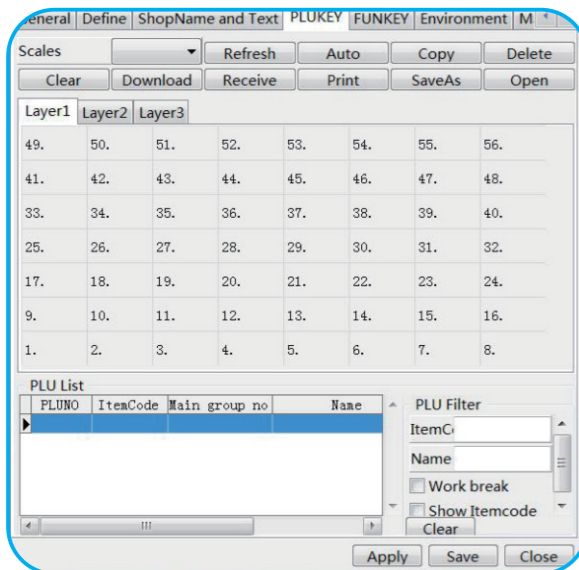 General Define ShopName and Text PLUKEY FUNKEY Environment M
Scales Refresh Auto Copy Delete
Clear Download Receive Print SaveAs Open
Layer1 Layer2 Layer3
49. 50. 51. 52. 53. 54. 55. 56.
41. 42. 43. 44. 45. 46. 47. 48.
33. 34. 35. 36. 37. 38. 39. 40.
25. 26. 27. 28. 29. 30. 31. 32.
17. 18. 19. 20. 21. 22. 23. 24.
9. 10. 11. 12. 13. 14. 15. 16.
1. 2. 3. 4. 5. 6. 7. 8.
PLU List
PLUNO ItemCode Main group no Name
PLU Filter
ItemC
Name
Work break
Show Itemcode
Clear
Apply Save Close